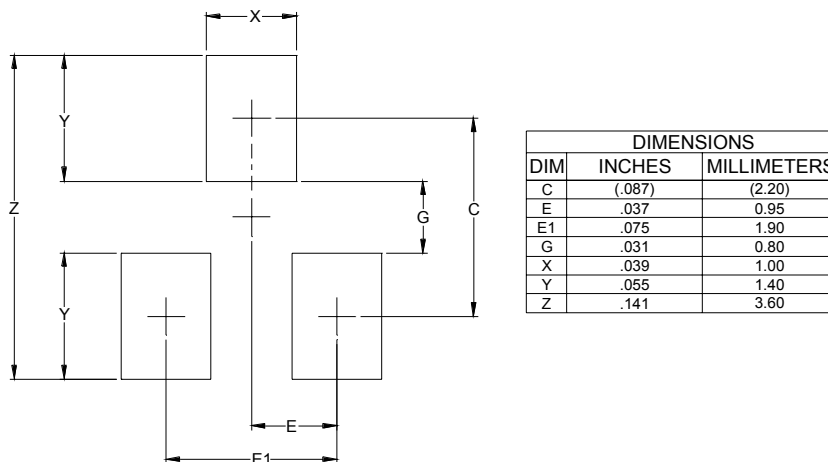 X
Y
Z
G
C
Y
E
E1
DIMENSIONS
DIM INCHES MILLIMETERS
C (.087) (2.20)
E .037 0.95
E1 .075 1.90
G .031 0.80
X .039 1.00
Y .055 1.40
Z .141 3.60